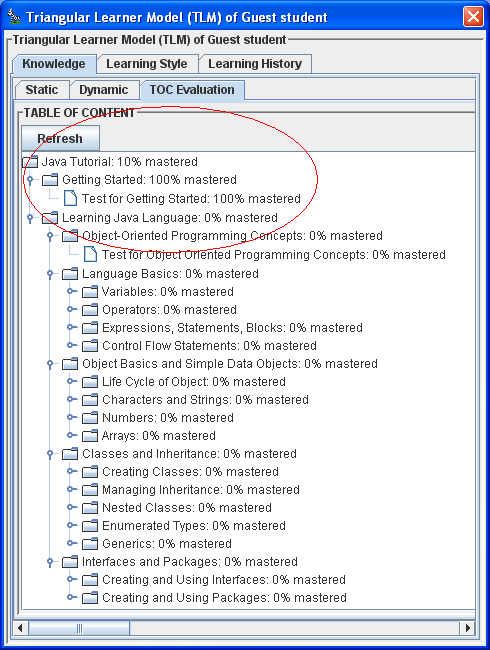 Triangular Learner Model (TLM) of Guest student
Triangular Learner Model (TLM) of Guest student
Knowledge Learning Style Learning History
Static Dynamic TOC Evaluation
TABLE OF CONTENT
Refresh
Java Tutorial: 10% mastered
Getting Started: 100% mastered
Test for Getting Started: 100% mastered
Learning Java Language: 0% mastered
Object-Oriented Programming Concepts: 0% mastered
Test for Object Oriented Programming Concepts: 0% mastered
Language Basics: 0% mastered
Variables: 0% mastered
Operators: 0% mastered
Expressions, Statements, Blocks: 0% mastered
Control Flow Statements: 0% mastered
Object Basics and Simple Data Objects: 0% mastered
Life Cycle of Object: 0% mastered
Characters and Strings: 0% mastered
Numbers: 0% mastered
Arrays: 0% mastered
Classes and Inheritance: 0% mastered
Creating Classes: 0% mastered
Managing Inheritance: 0% mastered
Nested Classes: 0% mastered
Enumerated Types: 0% mastered
Generics: 0% mastered
Interfaces and Packages: 0% mastered
Creating and Using Interfaces: 0% mastered
Creating and Using Packages: 0% mastered